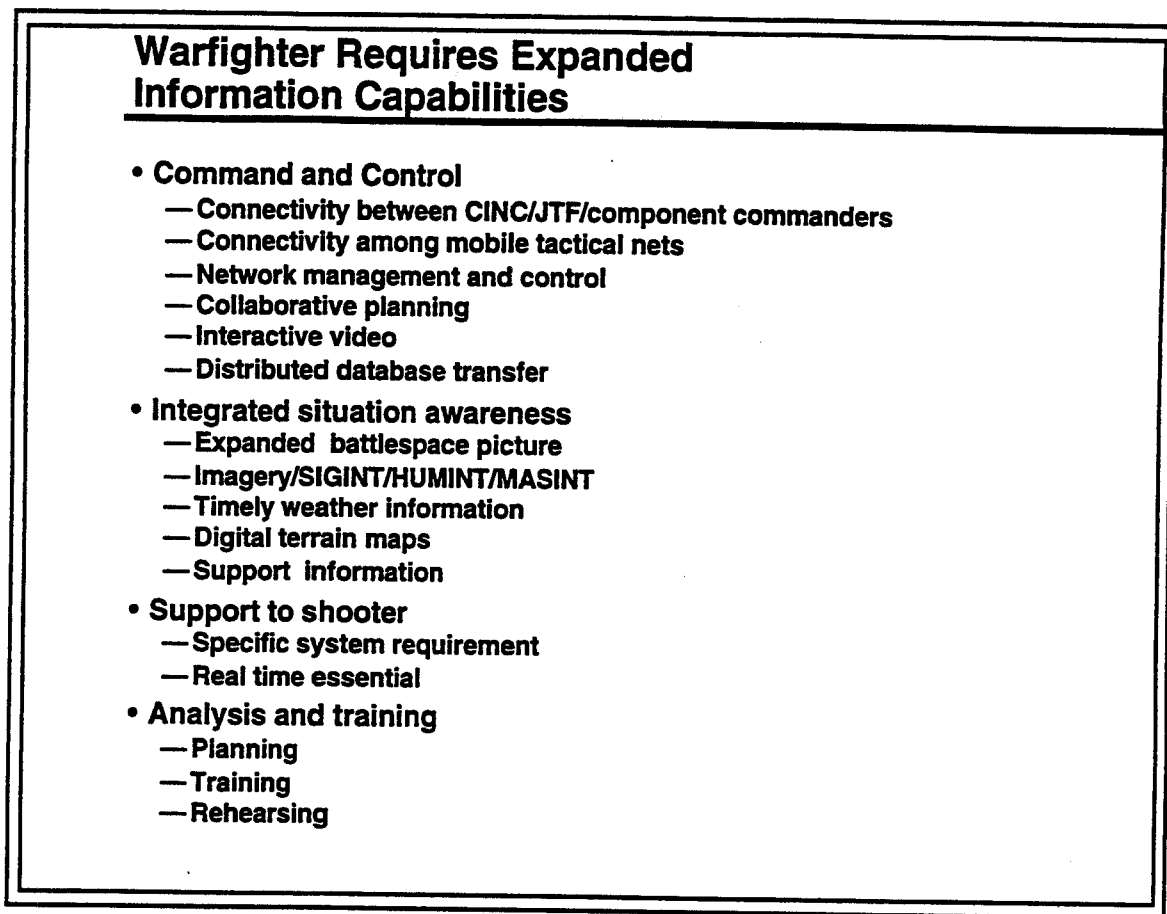 Warfighter Requires Expanded
Information Capabilities
• Command and Control
—Connectivity between CINC/JTF/component commanders
—Connectivity among mobile tactical nets
—Network management and control
—Collaborative planning
—Interactive video
—Distributed database transfer
• Integrated situation awareness
—Expanded battlespace picture
—Imagery/SIGINT/HUMINT/MASINT
—Timely weather information
—Digital terrain maps
—Support information
• Support to shooter
—Specific system requirement
—Real time essential
• Analysis and training
—Planning
—Training
—Rehearsing